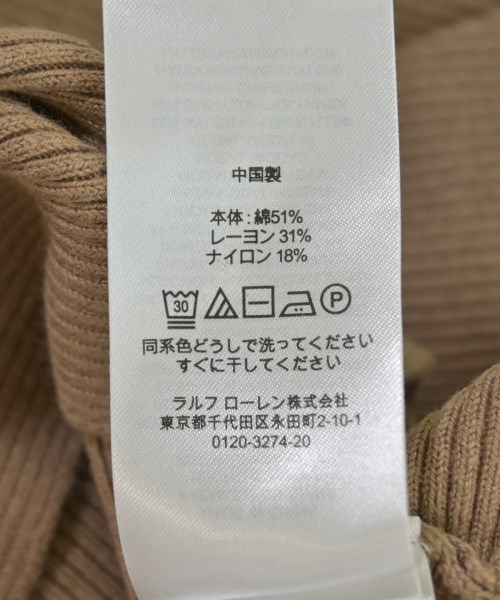 中国製
本体：綿51%
レーヨン 31%
ナイロン 18%
30
P
同系色どうしで洗ってください
すぐに干してください
ラルフ ローレン株式会社
東京都千代田区永田町2-10-1
0120-3274-20